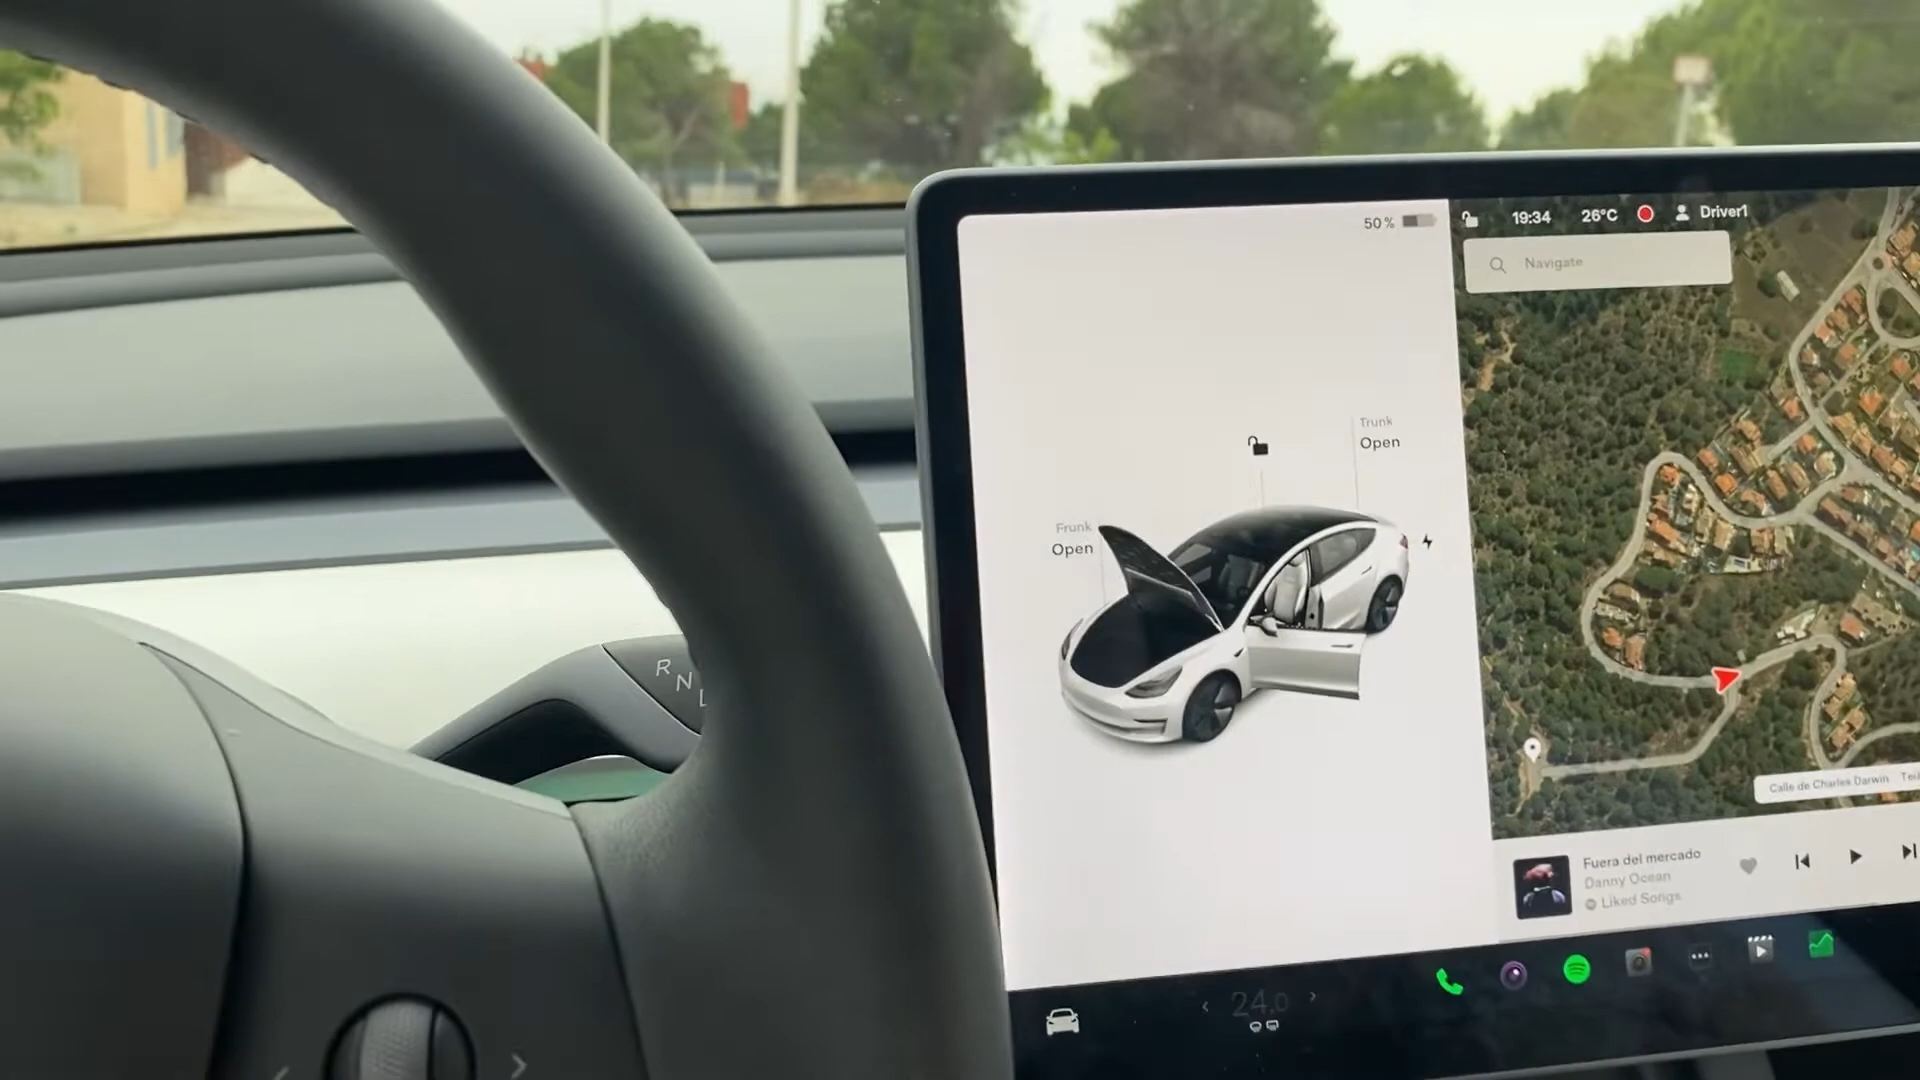 50%
19:34
26°C
Driver1
Navigate
Trunk
Open
Frunk
Open
R
N
Calle de Charles Darwin
Fuera del mercado
Danny Ocean
Liked Songs
24.0